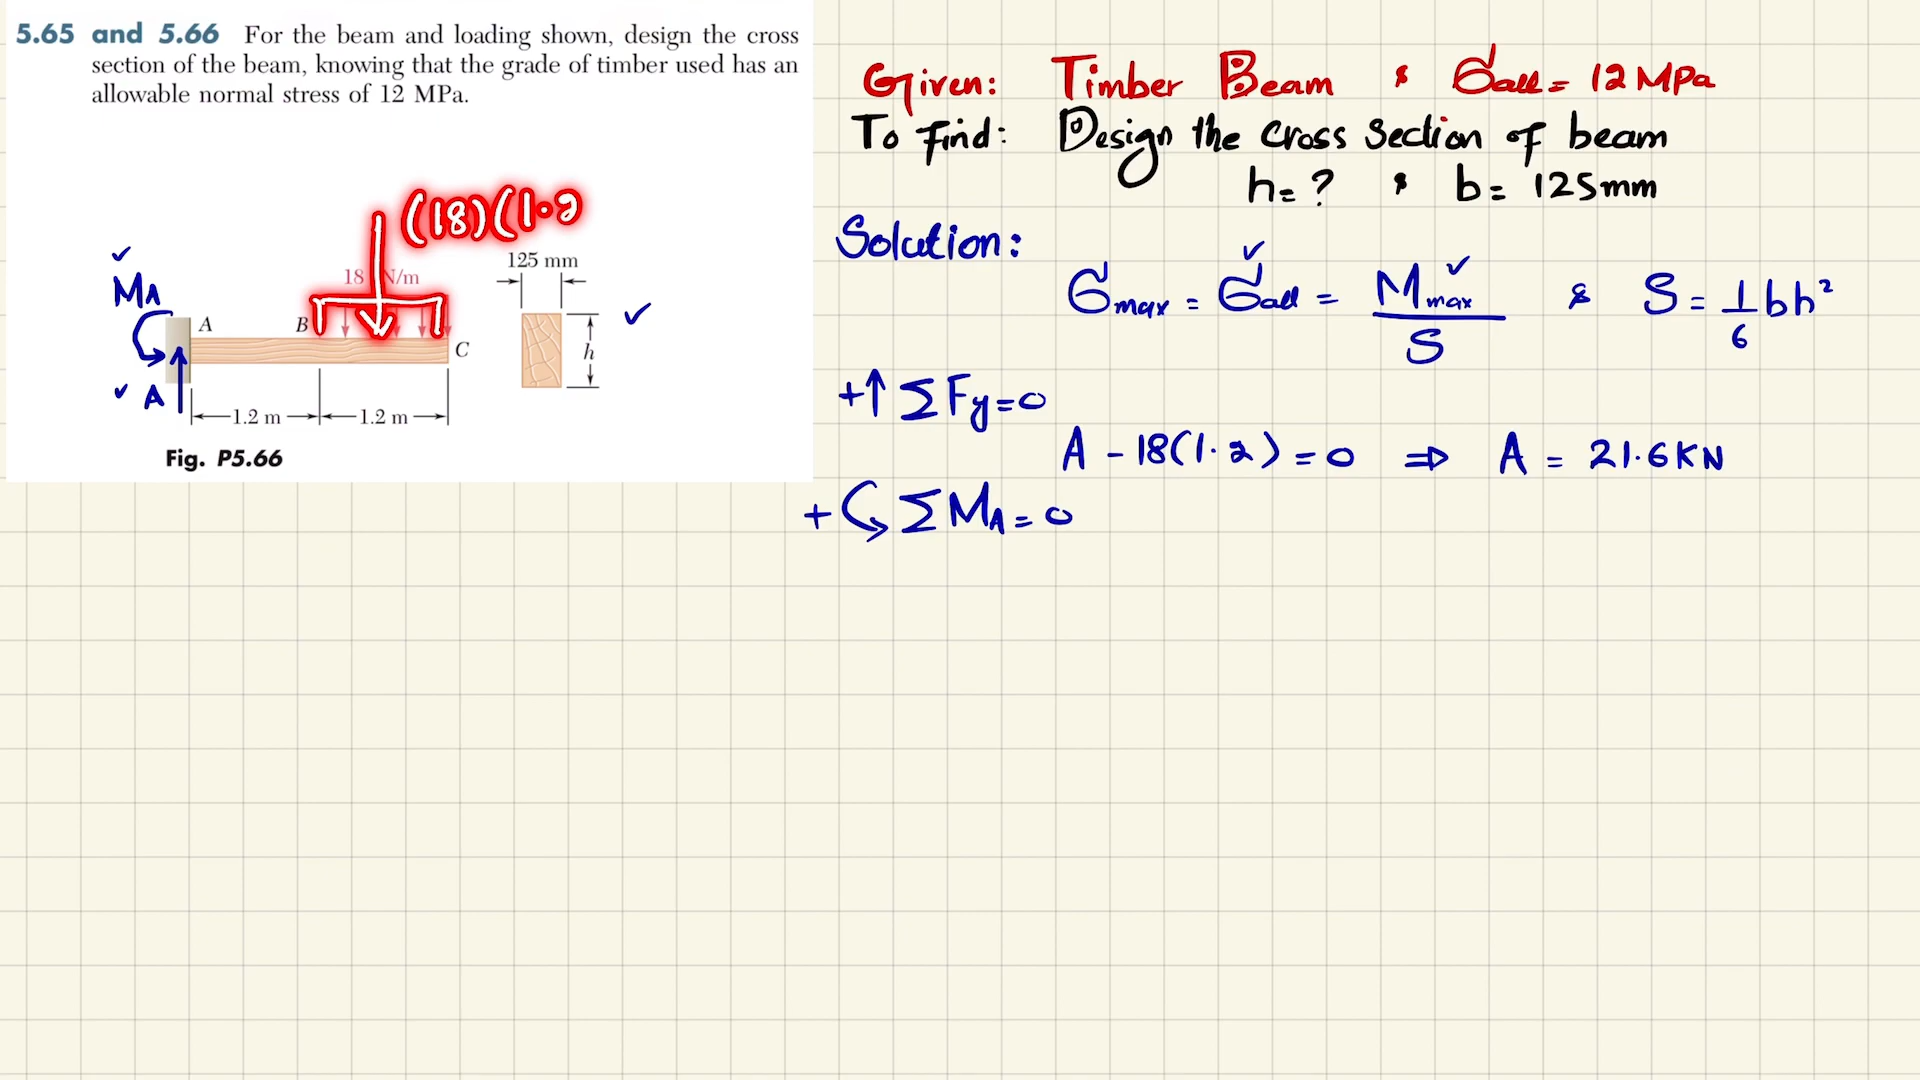 5.65 and 5.66 For the beam and loading shown, design the cross
section of the beam, knowing that the grade of timber used has an
allowable normal stress of 12 MPa.
(18)(1.2
125 mm
18 N/m
MA
A
B
C
h
A
1.2 m
1.2 m
Fig. P5.66
Given: Timber Beam & σall = 12 MPa
To Find: Design the cross section of beam
h = ? & b = 125mm
Solution:
σmax = σall = Mmax / S & S = 1/6 bh²
+↑ ΣFy = 0
A - 18(1.2) = 0 ⇒ A = 21.6 KN
+ ΣMA = 0